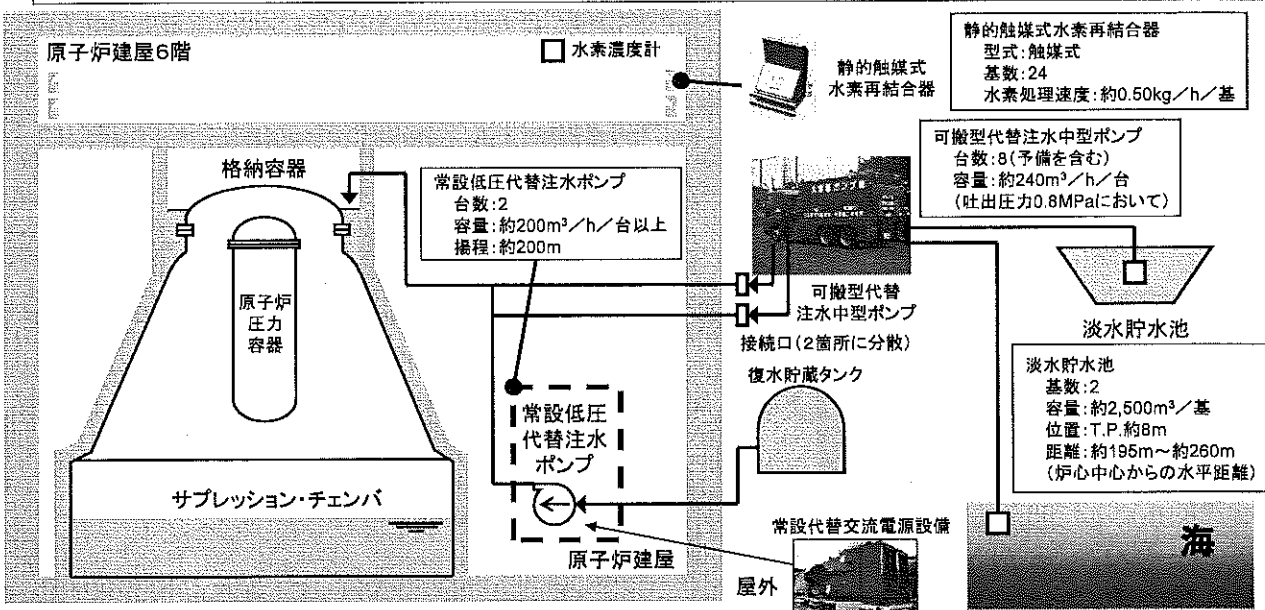 原子炉建屋6階
水素濃度計
静的触媒式
水素再結合器
静的触媒式水素再結合器
型式:触媒式
基数:24
水素処理速度:約0.50kg/h/基
格納容器
原子炉
圧力
容器
サプレッション・チェンバ
常設低圧代替注水ポンプ
台数:2
容量:約200m³/h/台以上
揚程:約200m
可搬型代替注水中型ポンプ
台数:8(予備を含む)
容量:約240m³/h/台
(吐出圧力0.8MPaにおいて)
可搬型代替
注水中型ポンプ
接続口(2箇所に分散)
淡水貯水池
淡水貯水池
基数:2
容量:約2,500m³/基
位置:T.P.約8m
距離:約195m~約260m
(炉心中心からの水平距離)
復水貯蔵タンク
常設低圧
代替注水
ポンプ
原子炉建屋
常設代替交流電源設備
屋外
海